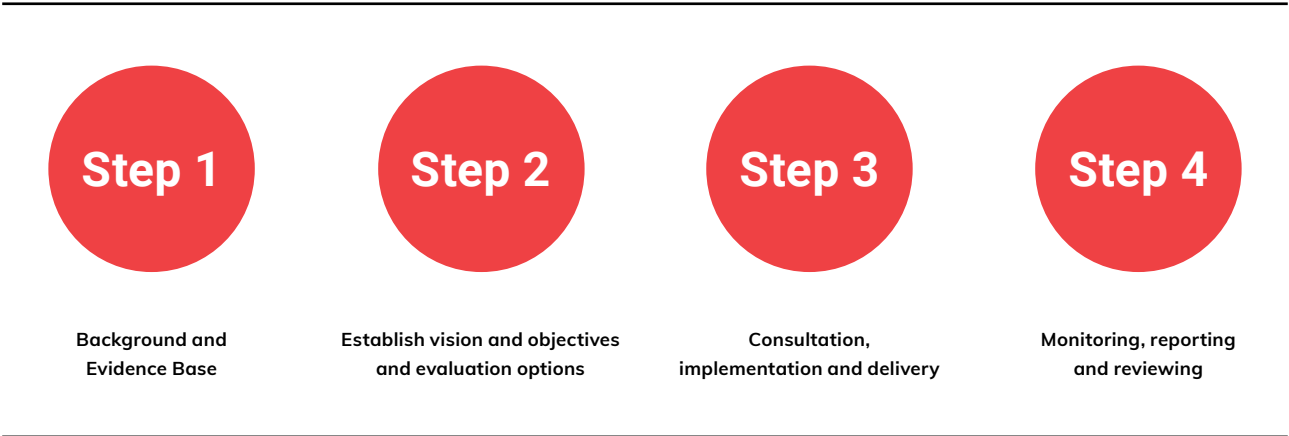 Step 1
Background and
Evidence Base
Step 2
Establish vision and objectives
and evaluation options
Step 3
Consultation,
implementation and delivery
Step 4
Monitoring, reporting
and reviewing